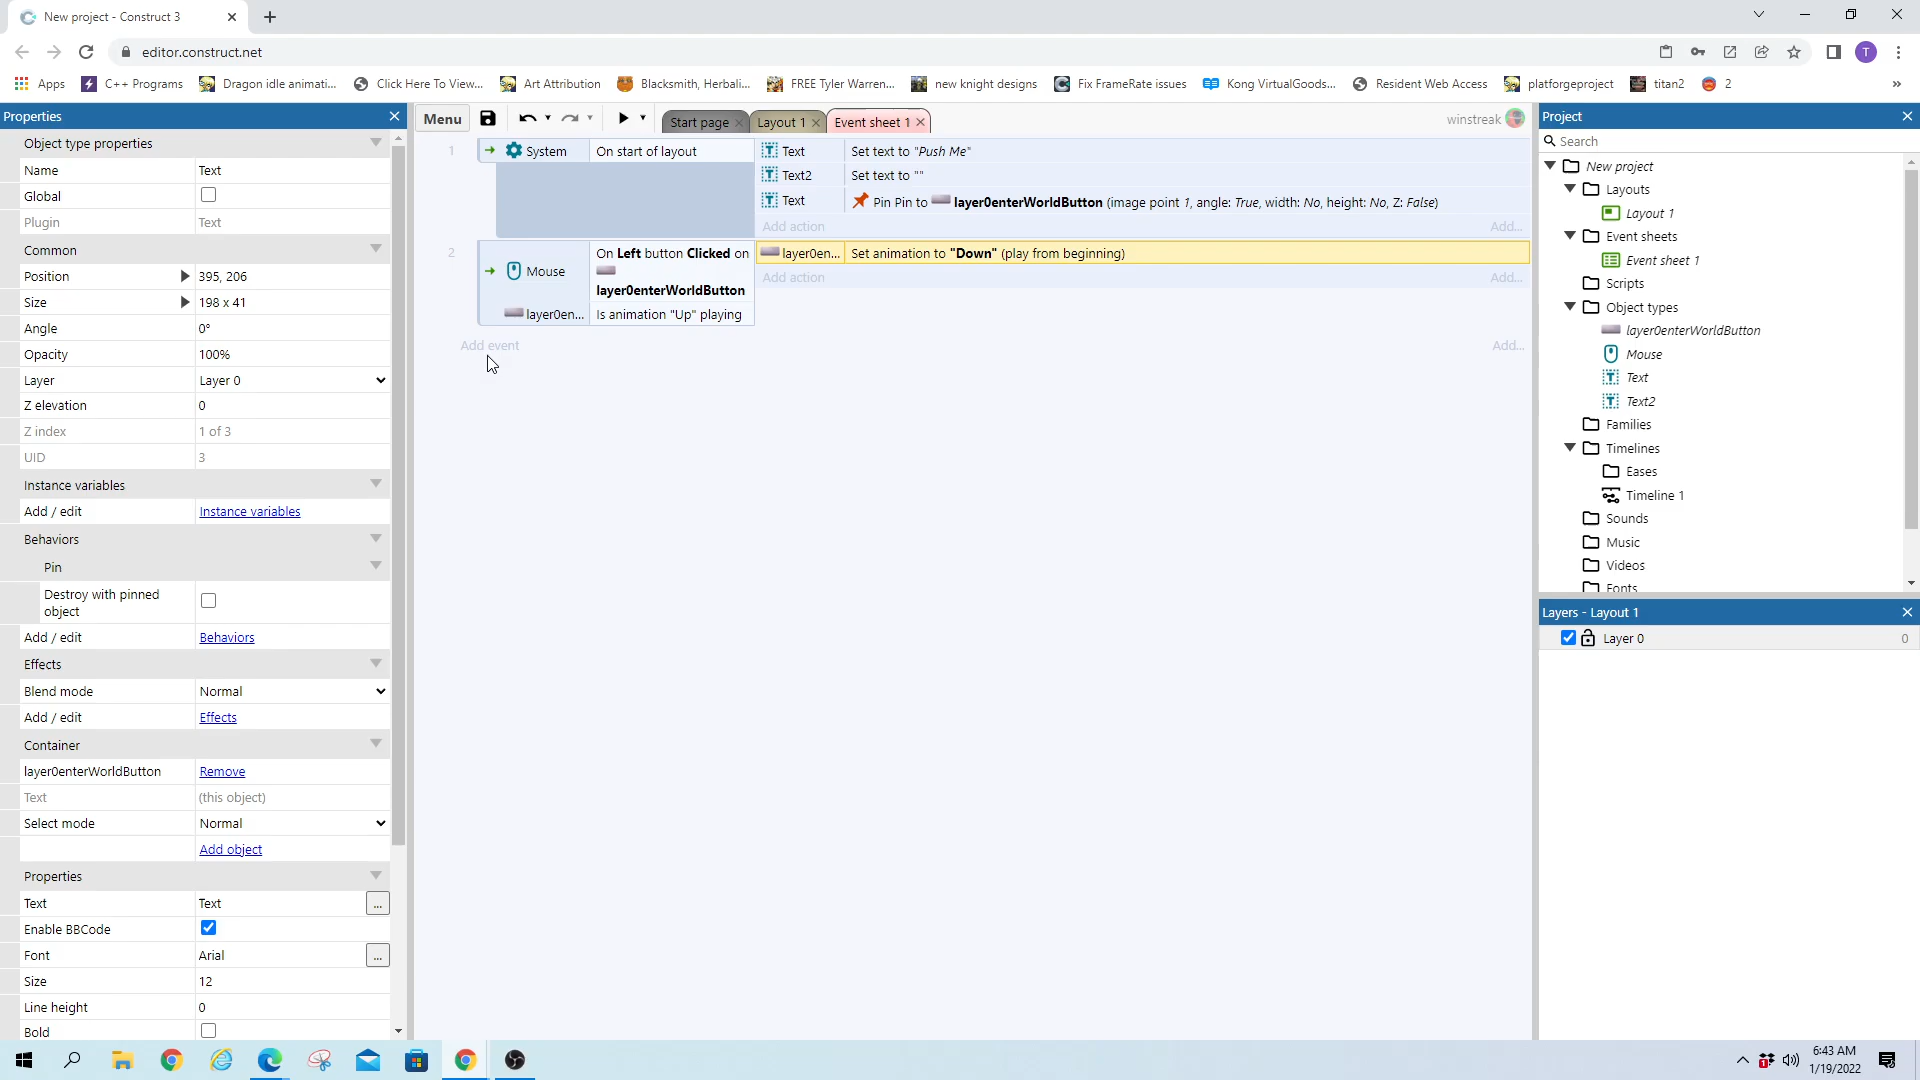 New project - Construct 3
editor.construct.net
Apps
C++ Programs
Dragon idle animati...
Click Here To View...
Art Attribution
Blacksmith, Herbali...
FREE Tyler Warren...
new knight designs
Fix FrameRate issues
Kong VirtualGoods...
Resident Web Access
platforgeproject
titan2
2
»
T
Properties
Object type properties
Name Text
Global
Plugin Text
Common
Position 395, 206
Size 198 x 41
Angle 0°
Opacity 100%
Layer Layer 0
Z elevation 0
Z index 1 of 3
UID 3
Instance variables
Add / edit Instance variables
Behaviors
Pin
Destroy with pinned
object
Add / edit Behaviors
Effects
Blend mode Normal
Add / edit Effects
Container
layer0enterWorldButton Remove
Text (this object)
Select mode Normal
Add object
Properties
Text Text ...
Enable BBCode
Font Arial ...
Size 12
Line height 0
Bold
Menu
Start page
Layout 1
Event sheet 1
winstreak
1
System On start of layout
Text Set text to "Push Me"
Text2 Set text to ""
Text Pin Pin to layer0enterWorldButton (image point 1, angle: True, width: No, height: No, Z: False)
Add action Add...
2
Mouse On Left button Clicked on
layer0enterWorldButton
layer0en... Is animation "Up" playing
layer0en... Set animation to "Down" (play from beginning)
Add action Add...
Add event Add...
Project
Search
New project
Layouts
Layout 1
Event sheets
Event sheet 1
Scripts
Object types
layer0enterWorldButton
Mouse
Text
Text2
Families
Timelines
Eases
Timeline 1
Sounds
Music
Videos
Fonts
Layers - Layout 1
Layer 0 0
6:43 AM
1/19/2022